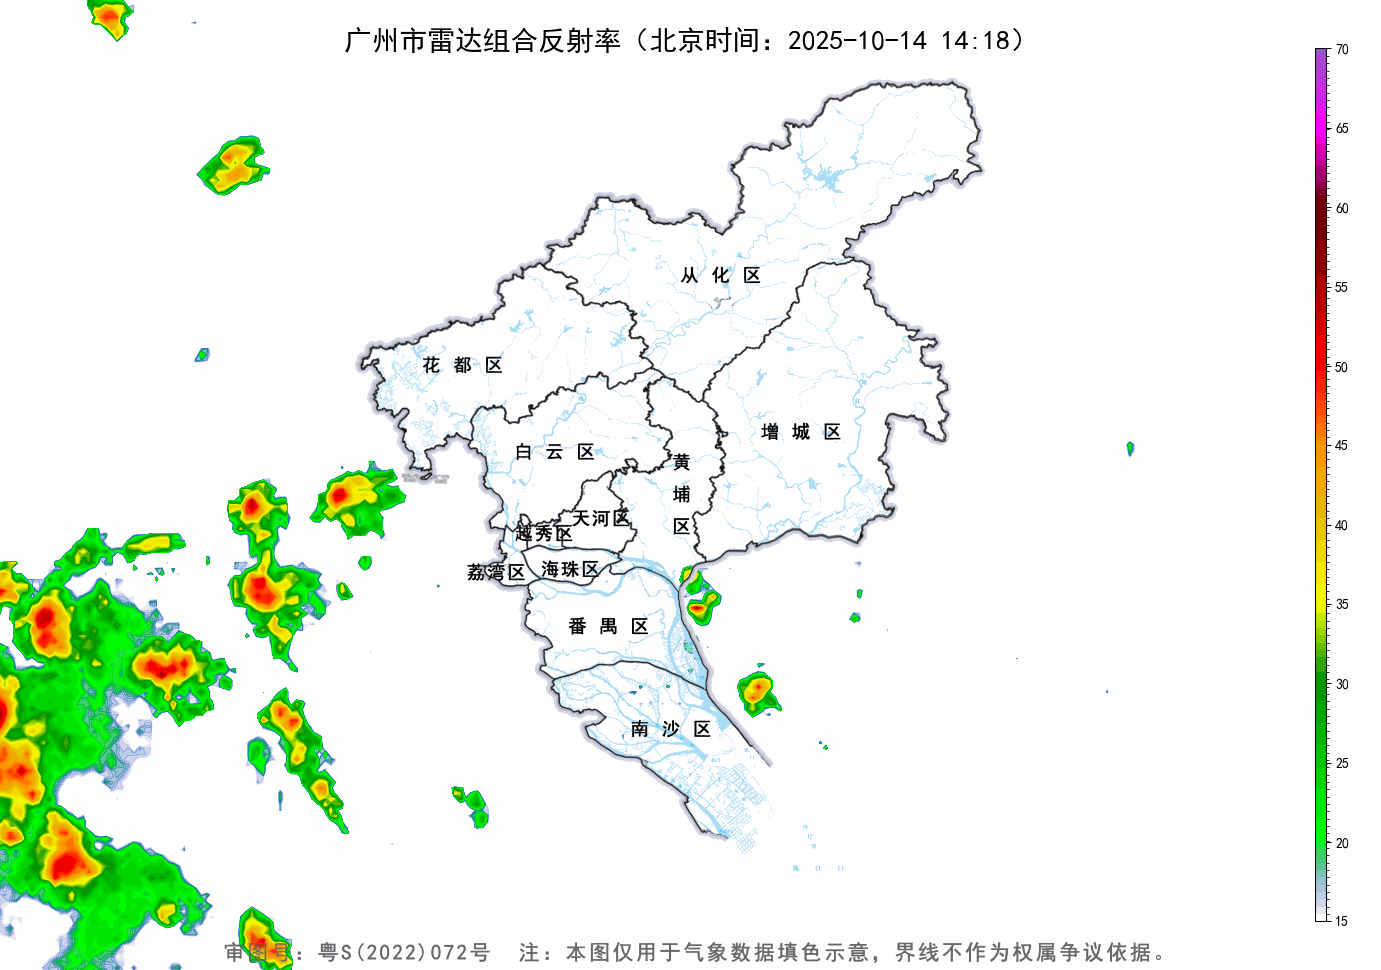 广州市雷达组合反射率（北京时间：2025-10-14 14:18）
70
65
60
55
50
45
40
35
30
25
20
15
从化区
花都区
增城区
白云区
黄埔区
天河区
越秀区
荔湾区
海珠区
番禺区
南沙区
审图号：粤S(2022)072号 注：本图仅用于气象数据填色示意，界线不作为权属争议依据。